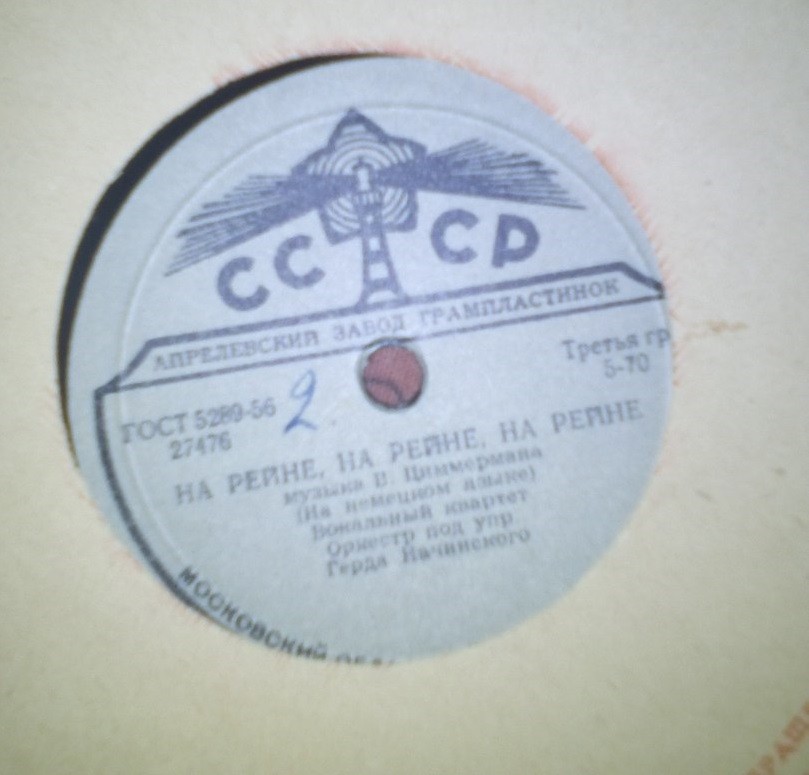 СССР
АПРЕЛЕВСКИЙ ЗАВОД ГРАМПЛАСТИНОК
ГОСТ 5289-56
27476
2
Третья гр
5-70
НА РЕЙНЕ, НА РЕЙНЕ, НА РЕЙНЕ
музыка Циммермана
(На немецком языке)
Вокальный квартет
Оркестр под упр.
Герда Начинского
МОСКОВСКИЙ